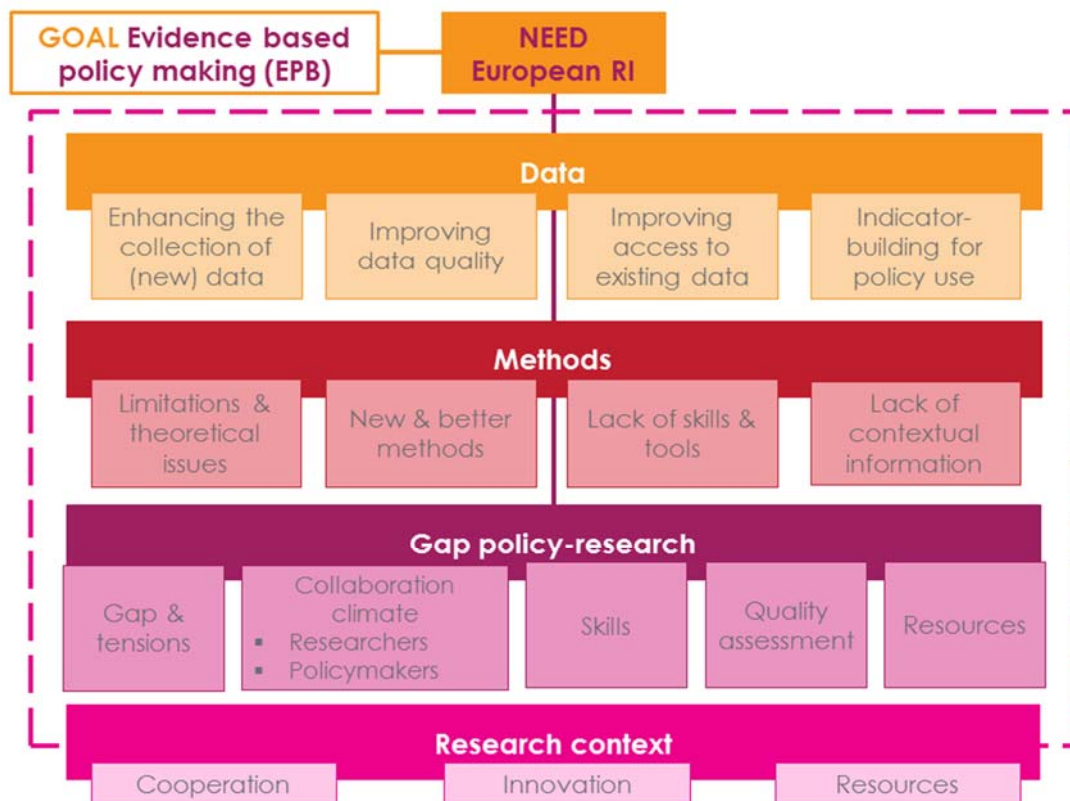 GOAL Evidence based
policy making (EPB)
NEED
European RI
Data
Enhancing the
collection of
(new) data
Improving
data quality
Improving
access to
existing data
Indicator-
building for
policy use
Methods
Limitations &
theoretical
issues
New & better
methods
Lack of skills &
tools
Lack of
contextual
information
Gap policy-research
Gap &
tensions
Collaboration
climate
▪ Researchers
▪ Policymakers
Skills
Quality
assessment
Resources
Research context
Cooperation
Innovation
Resources